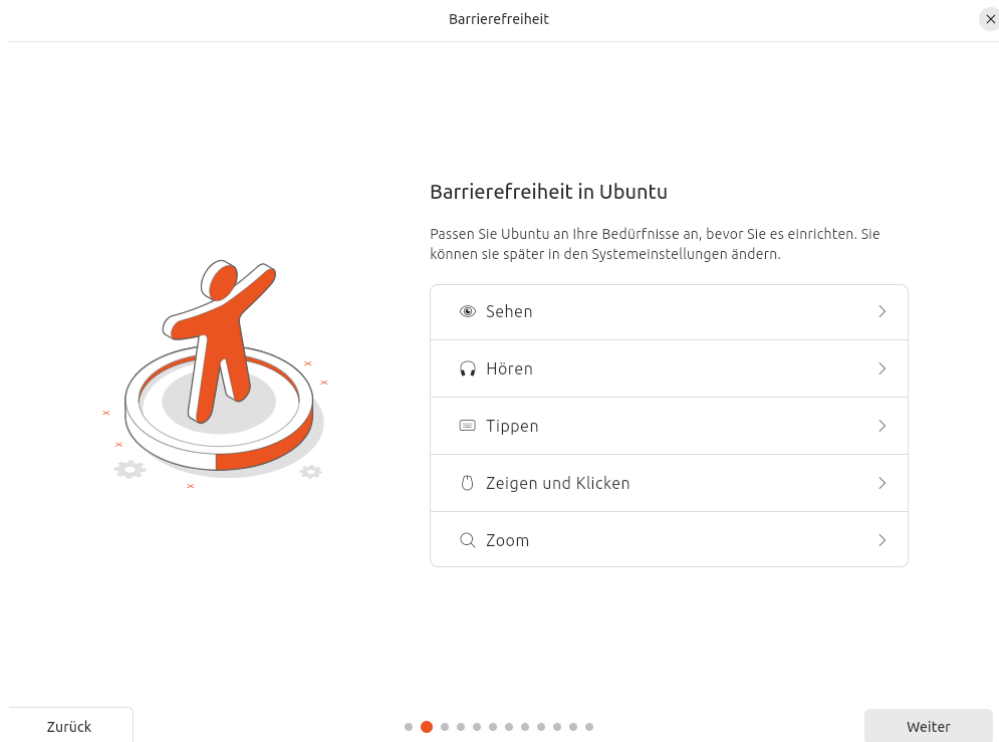 Barrierefreiheit
Barrierefreiheit in Ubuntu
Passen Sie Ubuntu an Ihre Bedürfnisse an, bevor Sie es einrichten. Sie
können sie später in den Systemeinstellungen ändern.
Sehen
Hören
Tippen
Zeigen und Klicken
Zoom
Zurück
Weiter